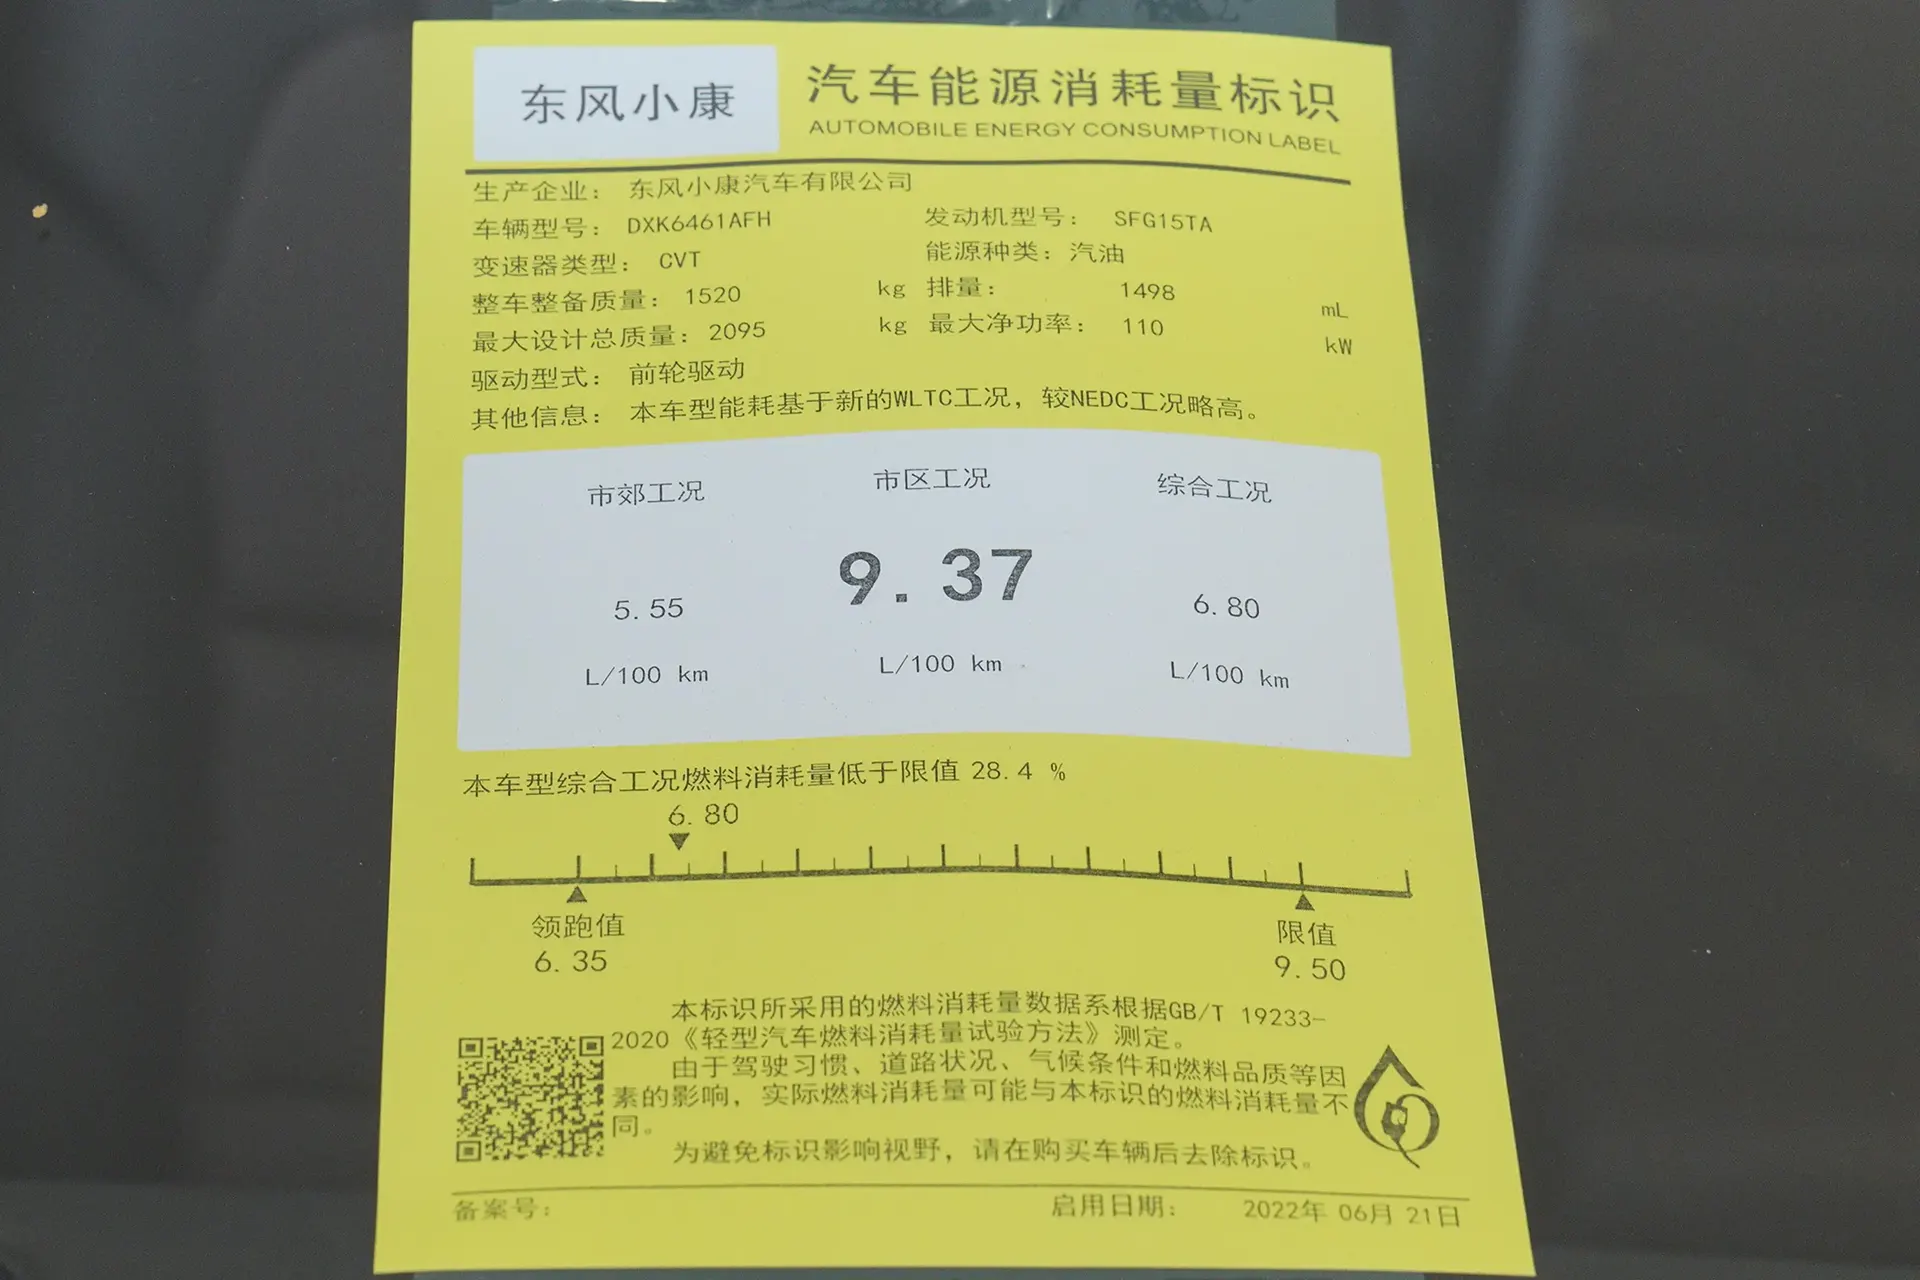 东风小康
汽车能源消耗量标识
AUTOMOBILE ENERGY CONSUMPTION LABEL
生产企业： 东风小康汽车有限公司
车辆型号： DXK6461AFH 发动机型号： SFG15TA
变速器类型： CVT 能源种类： 汽油
整车整备质量： 1520 kg 排量： 1498 mL
最大设计总质量： 2095 kg 最大净功率： 110 kW
驱动型式： 前轮驱动
其他信息： 本车型能耗基于新的WLTC工况，较NEDC工况略高。
市郊工况 市区工况 综合工况
5.55 9.37 6.80
L/100 km L/100 km L/100 km
本车型综合工况燃料消耗量低于限值 28.4 %
6.80
领跑值 限值
6.35 9.50
本标识所采用的燃料消耗量数据系根据GB/T 19233-
2020《轻型汽车燃料消耗量试验方法》测定。
由于驾驶习惯、道路状况、气候条件和燃料品质等因
素的影响，实际燃料消耗量可能与本标识的燃料消耗量不
同。
为避免标识影响视野，请在购买车辆后去除标识。
备案号： 启用日期： 2022年 06月 21日